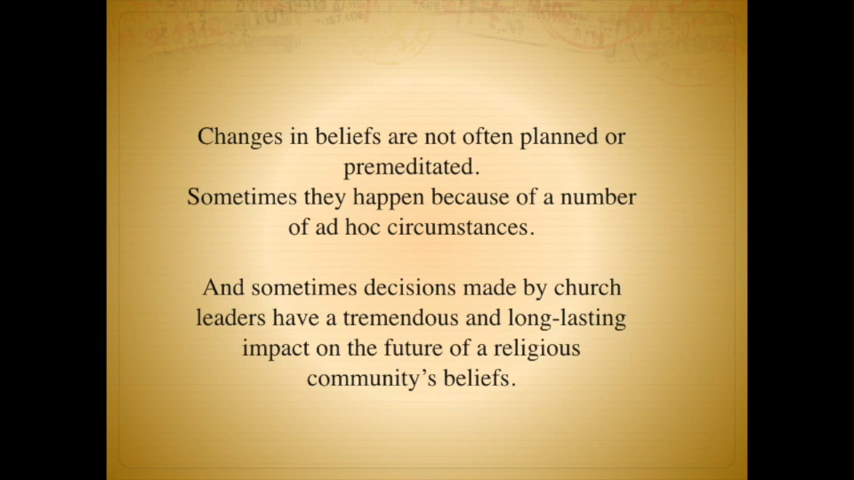 Changes in beliefs are not often planned or
premeditated.
Sometimes they happen because of a number
of ad hoc circumstances.
And sometimes decisions made by church
leaders have a tremendous and long-lasting
impact on the future of a religious
community’s beliefs.